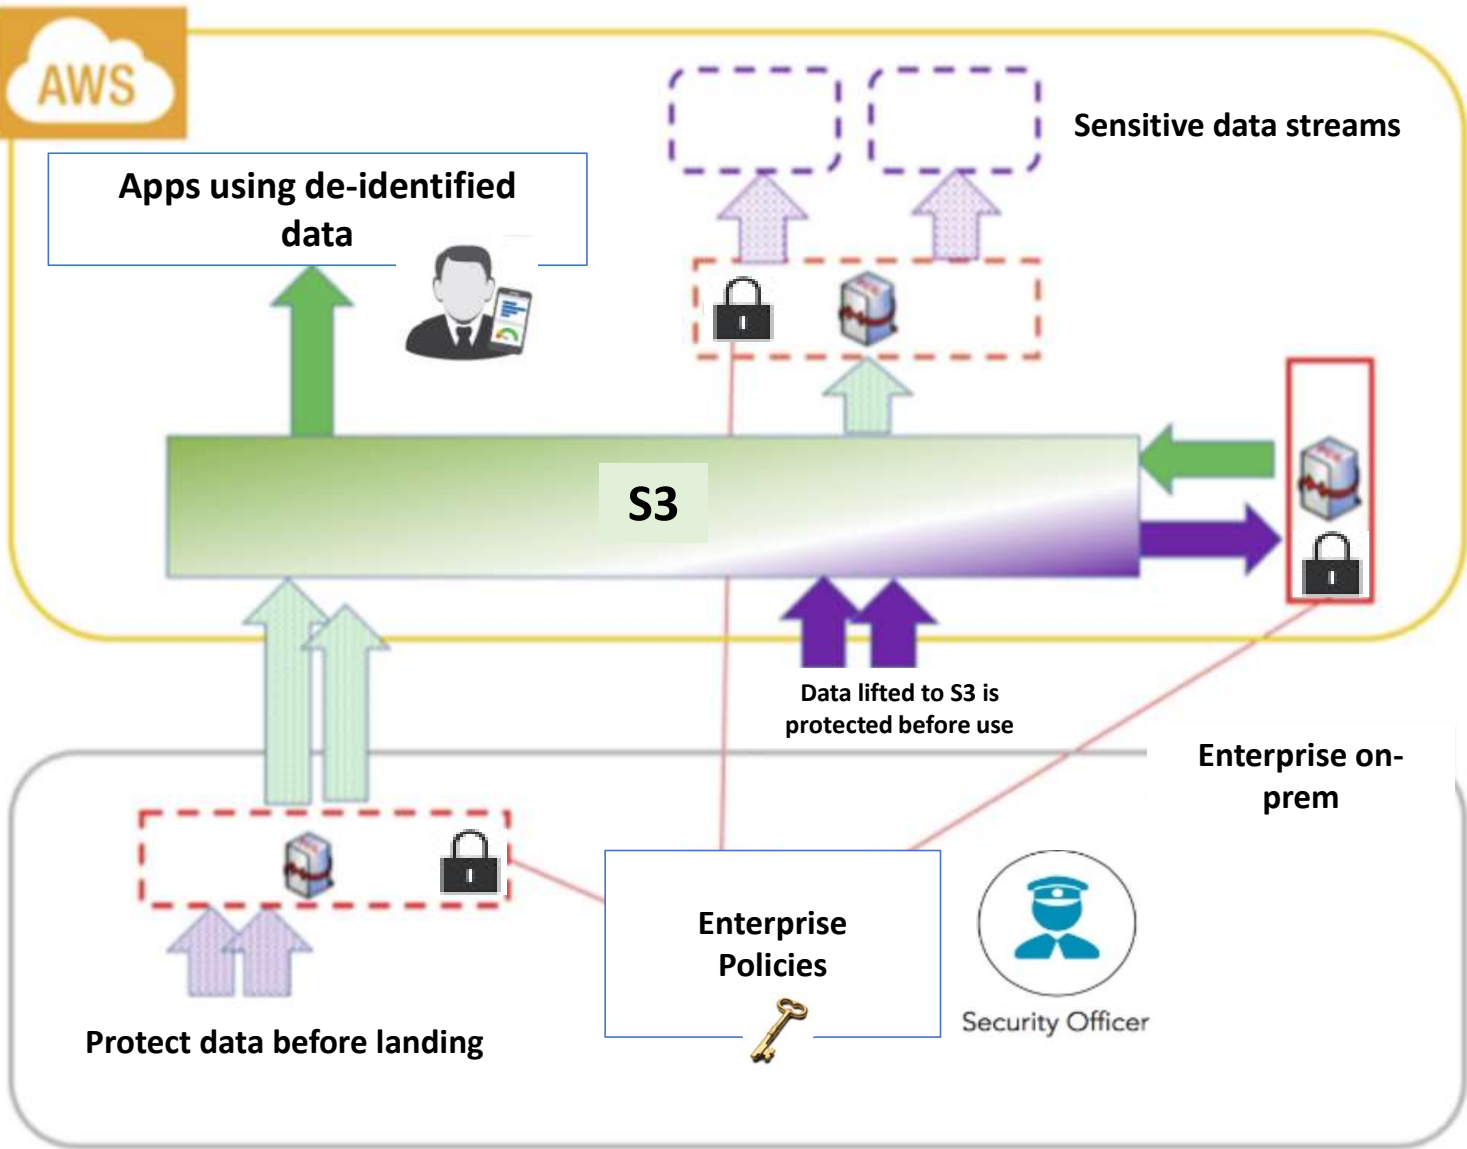 AWS
Sensitive data streams
Apps using de-identified
data
S3
Data lifted to S3 is
protected before use
Enterprise on-
prem
Enterprise
Policies
Security Officer
Protect data before landing